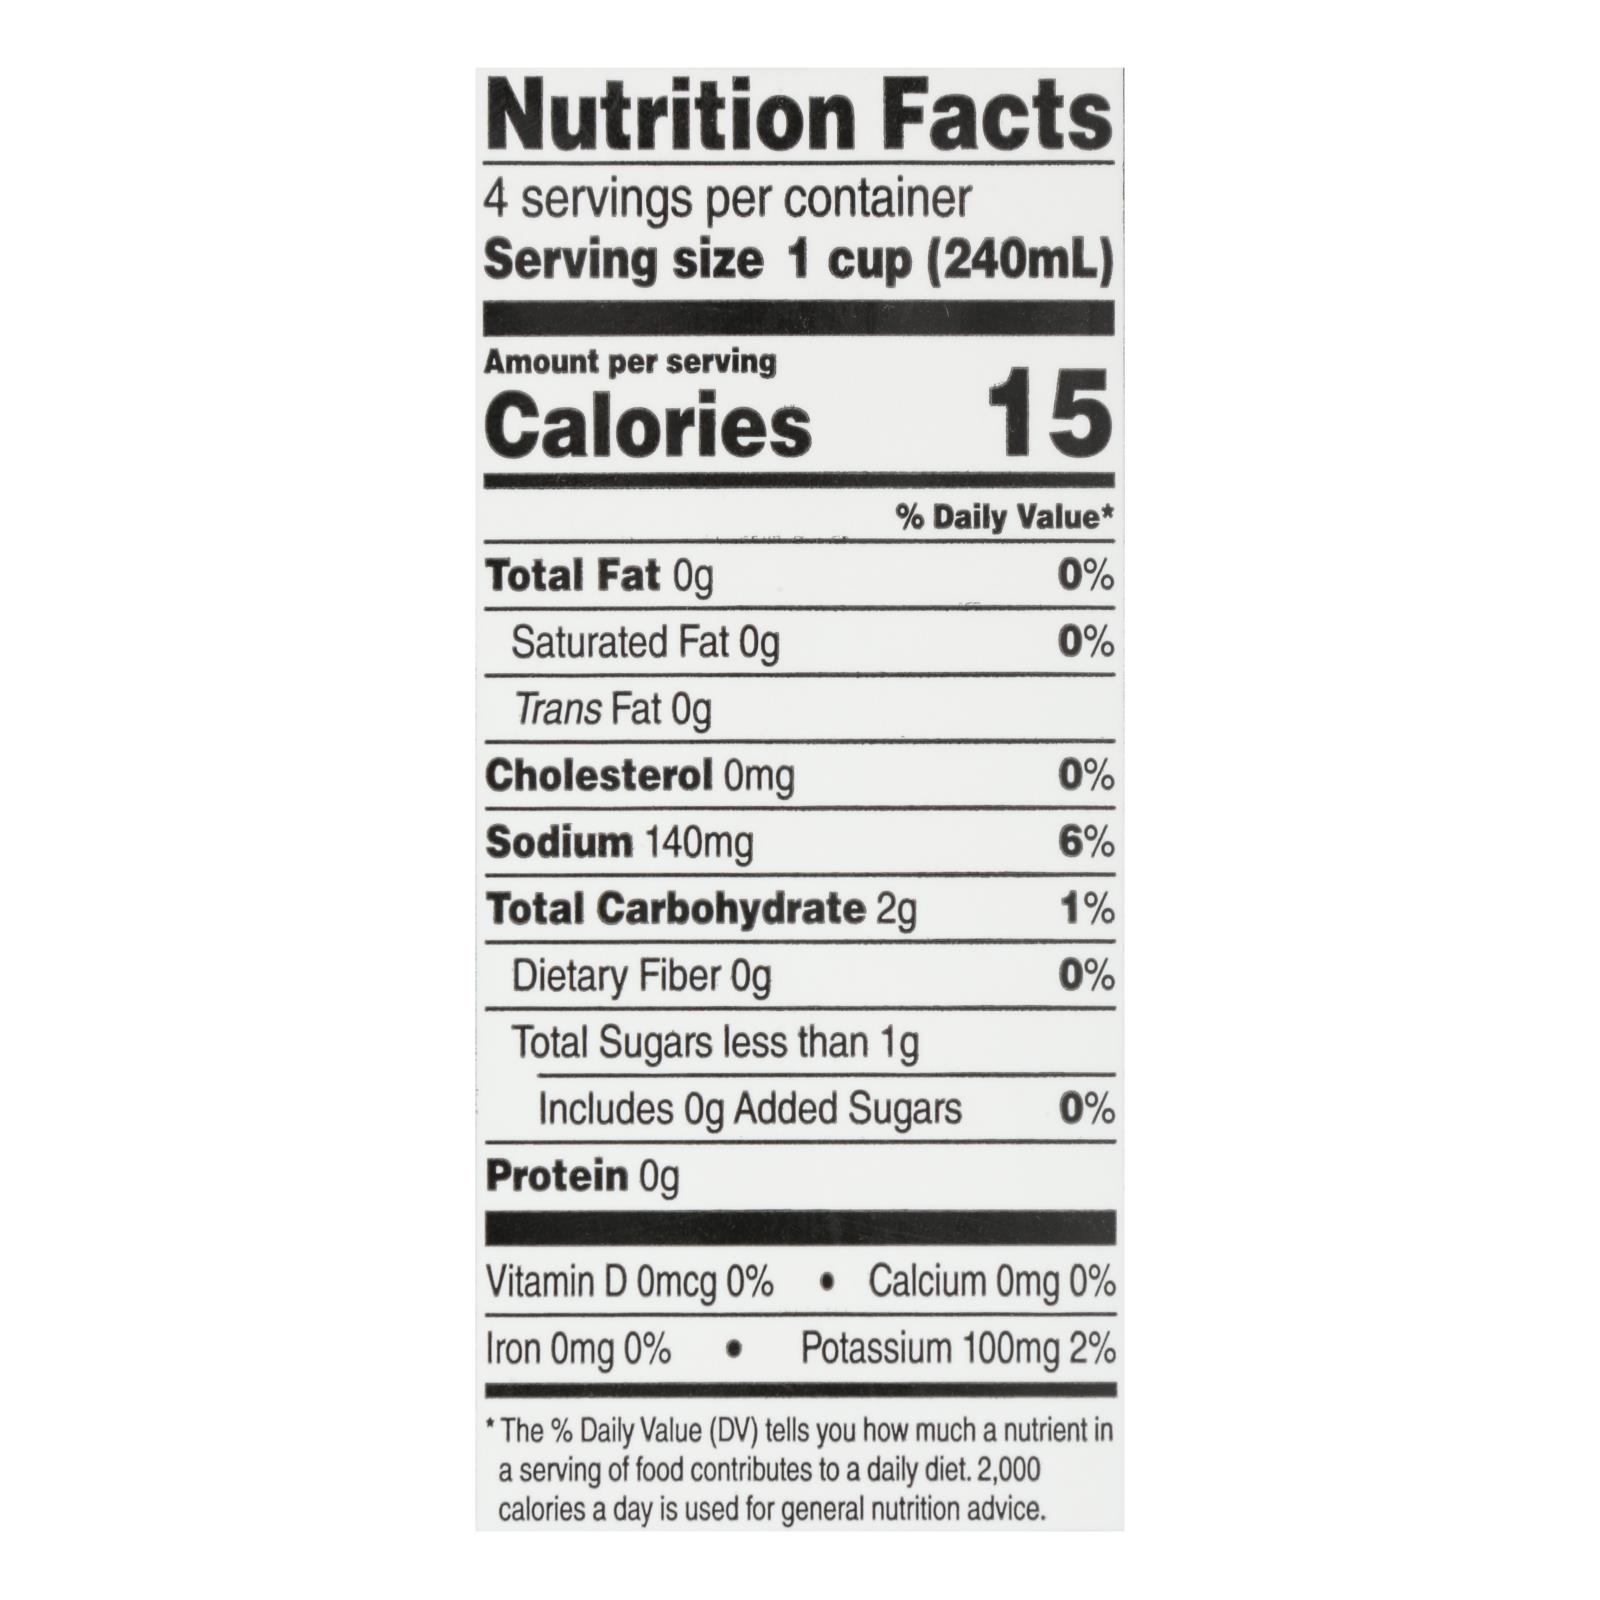 Nutrition Facts
4 servings per container
Serving size 1 cup (240mL)
Amount per serving
Calories 15
% Daily Value*
Total Fat 0g 0%
Saturated Fat 0g 0%
Trans Fat 0g
Cholesterol 0mg 0%
Sodium 140mg 6%
Total Carbohydrate 2g 1%
Dietary Fiber 0g 0%
Total Sugars less than 1g
Includes 0g Added Sugars 0%
Protein 0g
Vitamin D 0mcg 0% • Calcium 0mg 0%
Iron 0mg 0% • Potassium 100mg 2%
* The % Daily Value (DV) tells you how much a nutrient in
a serving of food contributes to a daily diet. 2,000
calories a day is used for general nutrition advice.